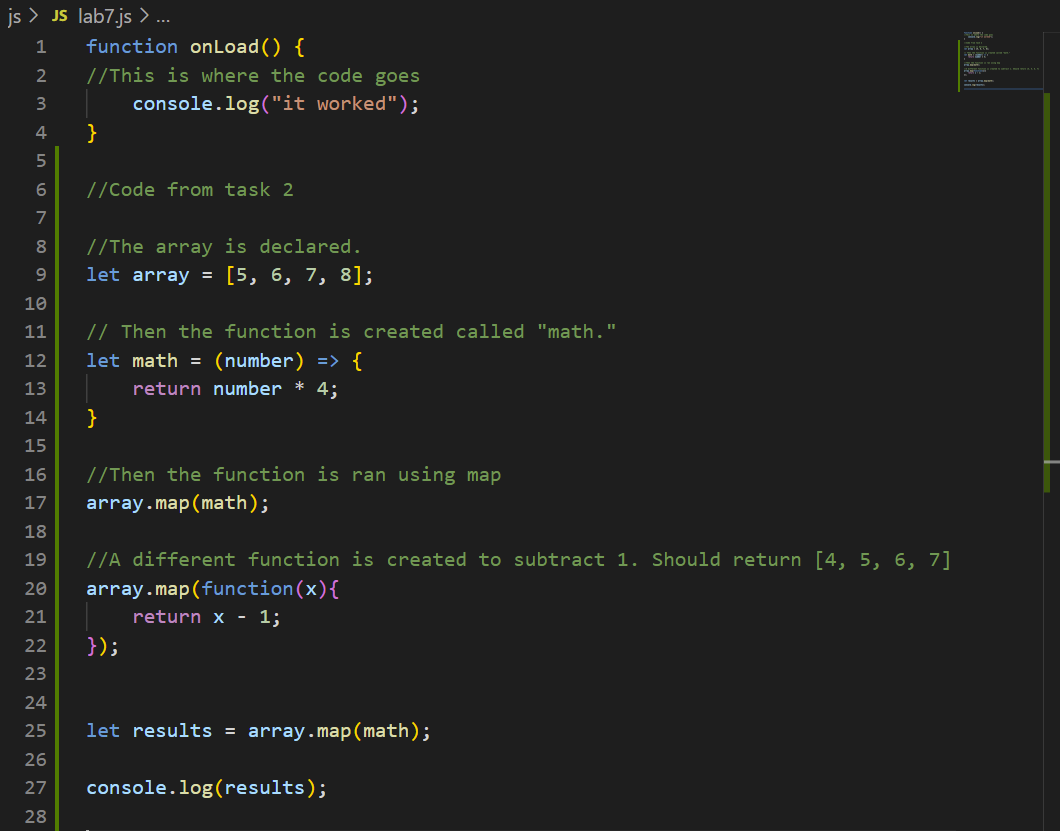 js > JS lab7.js > ...
1 function onLoad() {
2 //This is where the code goes
3     console.log("it worked");
4 }
5
6 //Code from task 2
7
8 //The array is declared.
9 let array = [5, 6, 7, 8];
10
11 // Then the function is created called "math."
12 let math = (number) => {
13     return number * 4;
14 }
15
16 //Then the function is ran using map
17 array.map(math);
18
19 //A different function is created to subtract 1. Should return [4, 5, 6, 7]
20 array.map(function(x){
21     return x - 1;
22 });
23
24
25 let results = array.map(math);
26
27 console.log(results);
28